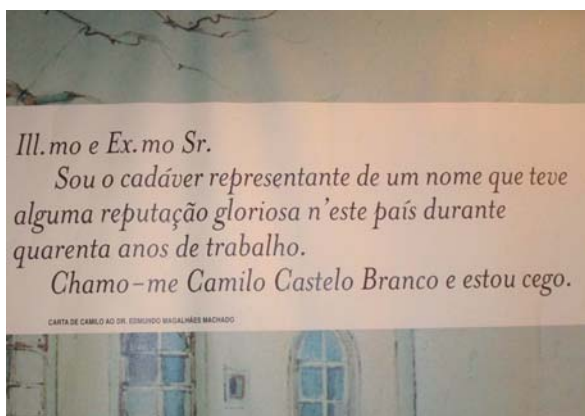 Ill.mo e Ex.mo Sr.
Sou o cadáver representante de um nome que teve
alguma reputação gloriosa n'este país durante
quarenta anos de trabalho.
Chamo-me Camilo Castelo Branco e estou cego.
CARTA DE CAMILO AO DR. EDMUNDO MAGALHÃES MACHADO